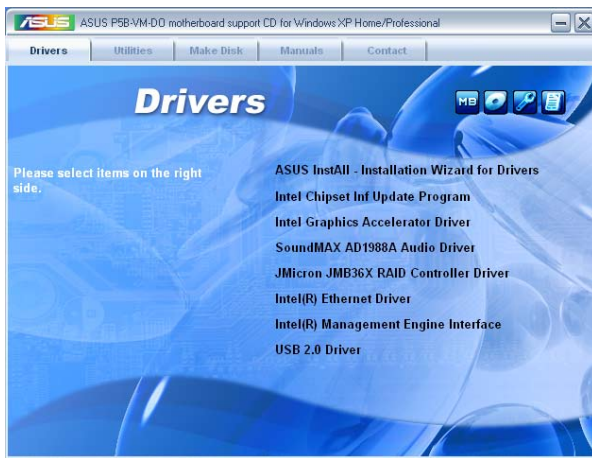 ASUS ASUS P5B-VM-DO motherboard support CD for Windows XP Home/Professional
Drivers Utilities Make Disk Manuals Contact
Drivers
MB
Please select items on the right
side.
ASUS InstAll - Installation Wizard for Drivers
Intel Chipset Inf Update Program
Intel Graphics Accelerator Driver
SoundMAX AD1988A Audio Driver
JMicron JMB36X RAID Controller Driver
Intel(R) Ethernet Driver
Intel(R) Management Engine Interface
USB 2.0 Driver